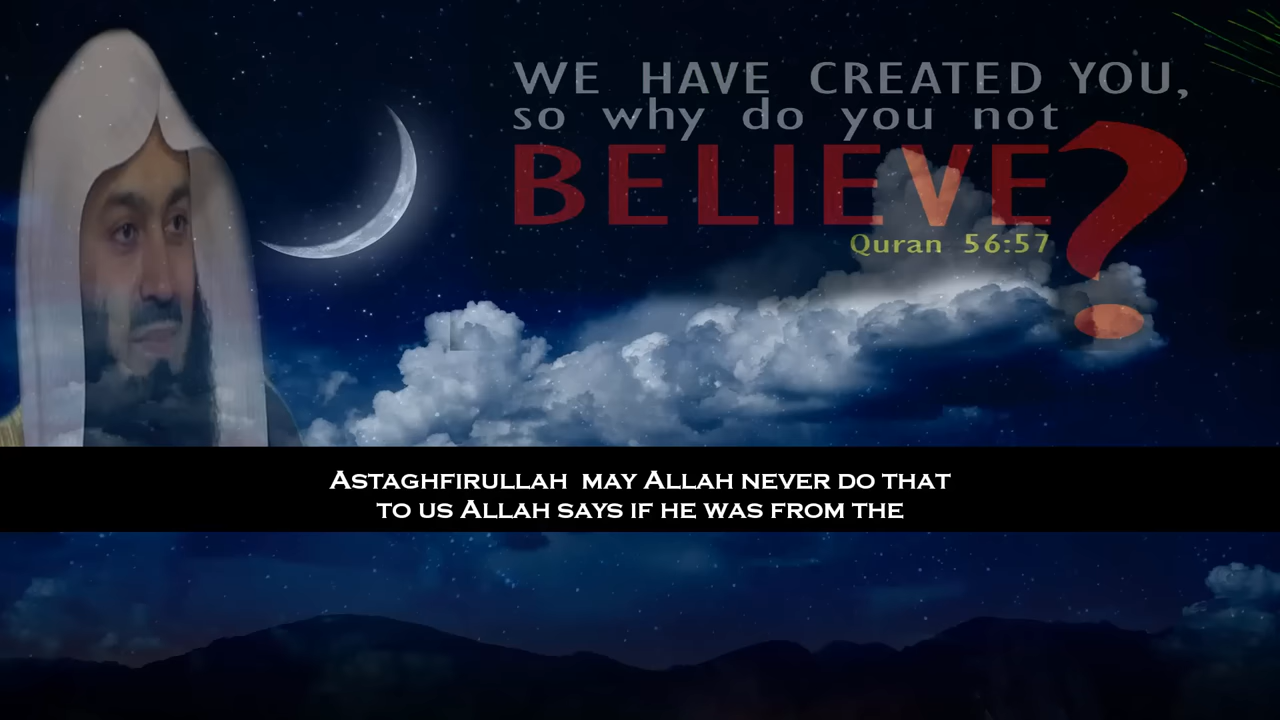 WE HAVE CREATED YOU,
so why do you not
BELIEVE?
Quran 56:57
Astaghfirullah may Allah never do that
to us Allah says if he was from the